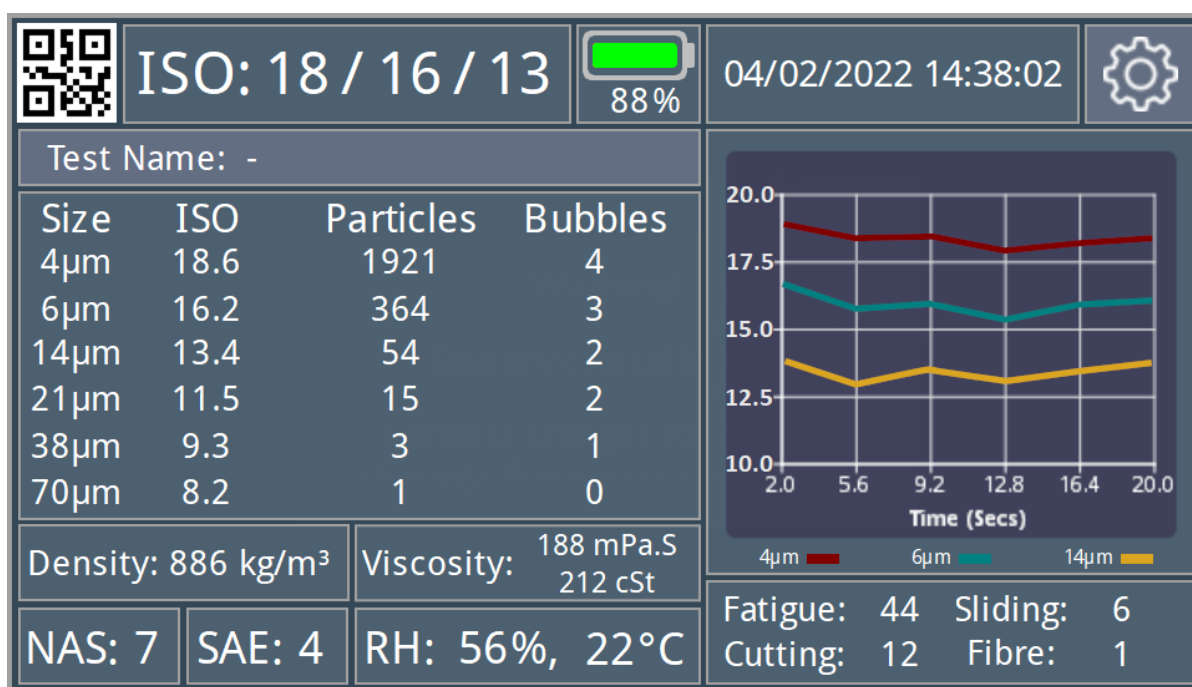 ISO: 18 / 16 / 13
88%
04/02/2022 14:38:02
Test Name: -
Size ISO Particles Bubbles
4µm 18.6 1921 4
6µm 16.2 364 3
14µm 13.4 54 2
21µm 11.5 15 2
38µm 9.3 3 1
70µm 8.2 1 0
Density: 886 kg/m³
Viscosity: 188 mPa.S
212 cSt
NAS: 7
SAE: 4
RH: 56%, 22°C
20.0
17.5
15.0
12.5
10.0
2.0 5.6 9.2 12.8 16.4 20.0
Time (Secs)
4µm 6µm 14µm
Fatigue: 44 Sliding: 6
Cutting: 12 Fibre: 1